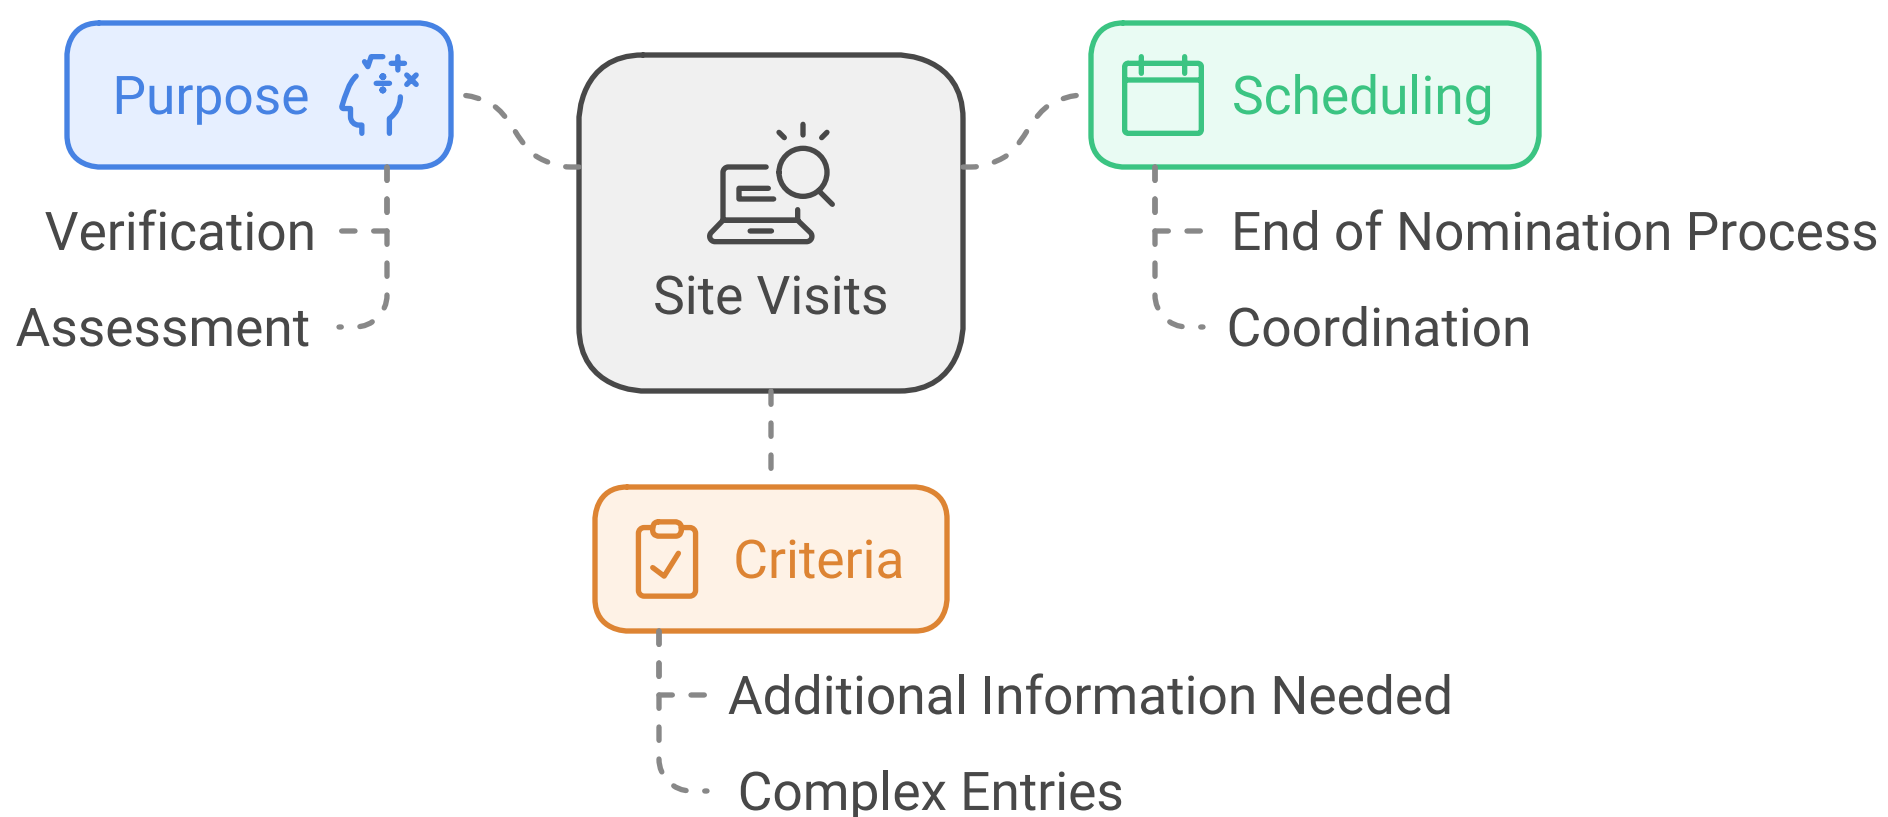 Purpose
Verification
Assessment
Site Visits
Scheduling
End of Nomination Process
Coordination
Criteria
Additional Information Needed
Complex Entries